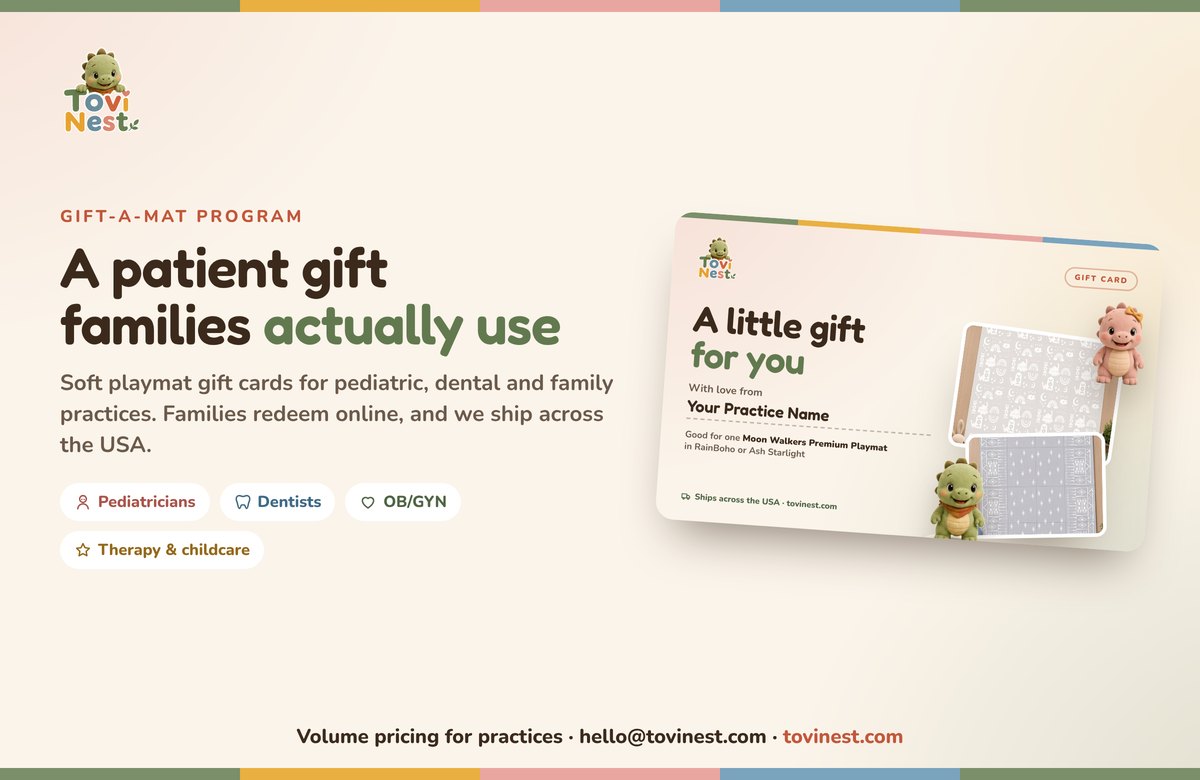 Tovi
Nest
GIFT-A-MAT PROGRAM
A patient gift
families actually use
Soft playmat gift cards for pediatric, dental and family
practices. Families redeem online, and we ship across
the USA.
Pediatricians
Dentists
OB/GYN
Therapy & childcare
Tovi
Nest
GIFT CARD
A little gift
for you
With love from
Your Practice Name
Good for one Moon Walkers Premium Playmat
in RainBoho or Ash Starlight
Ships across the USA · tovinest.com
Volume pricing for practices · hello@tovinest.com · tovinest.com